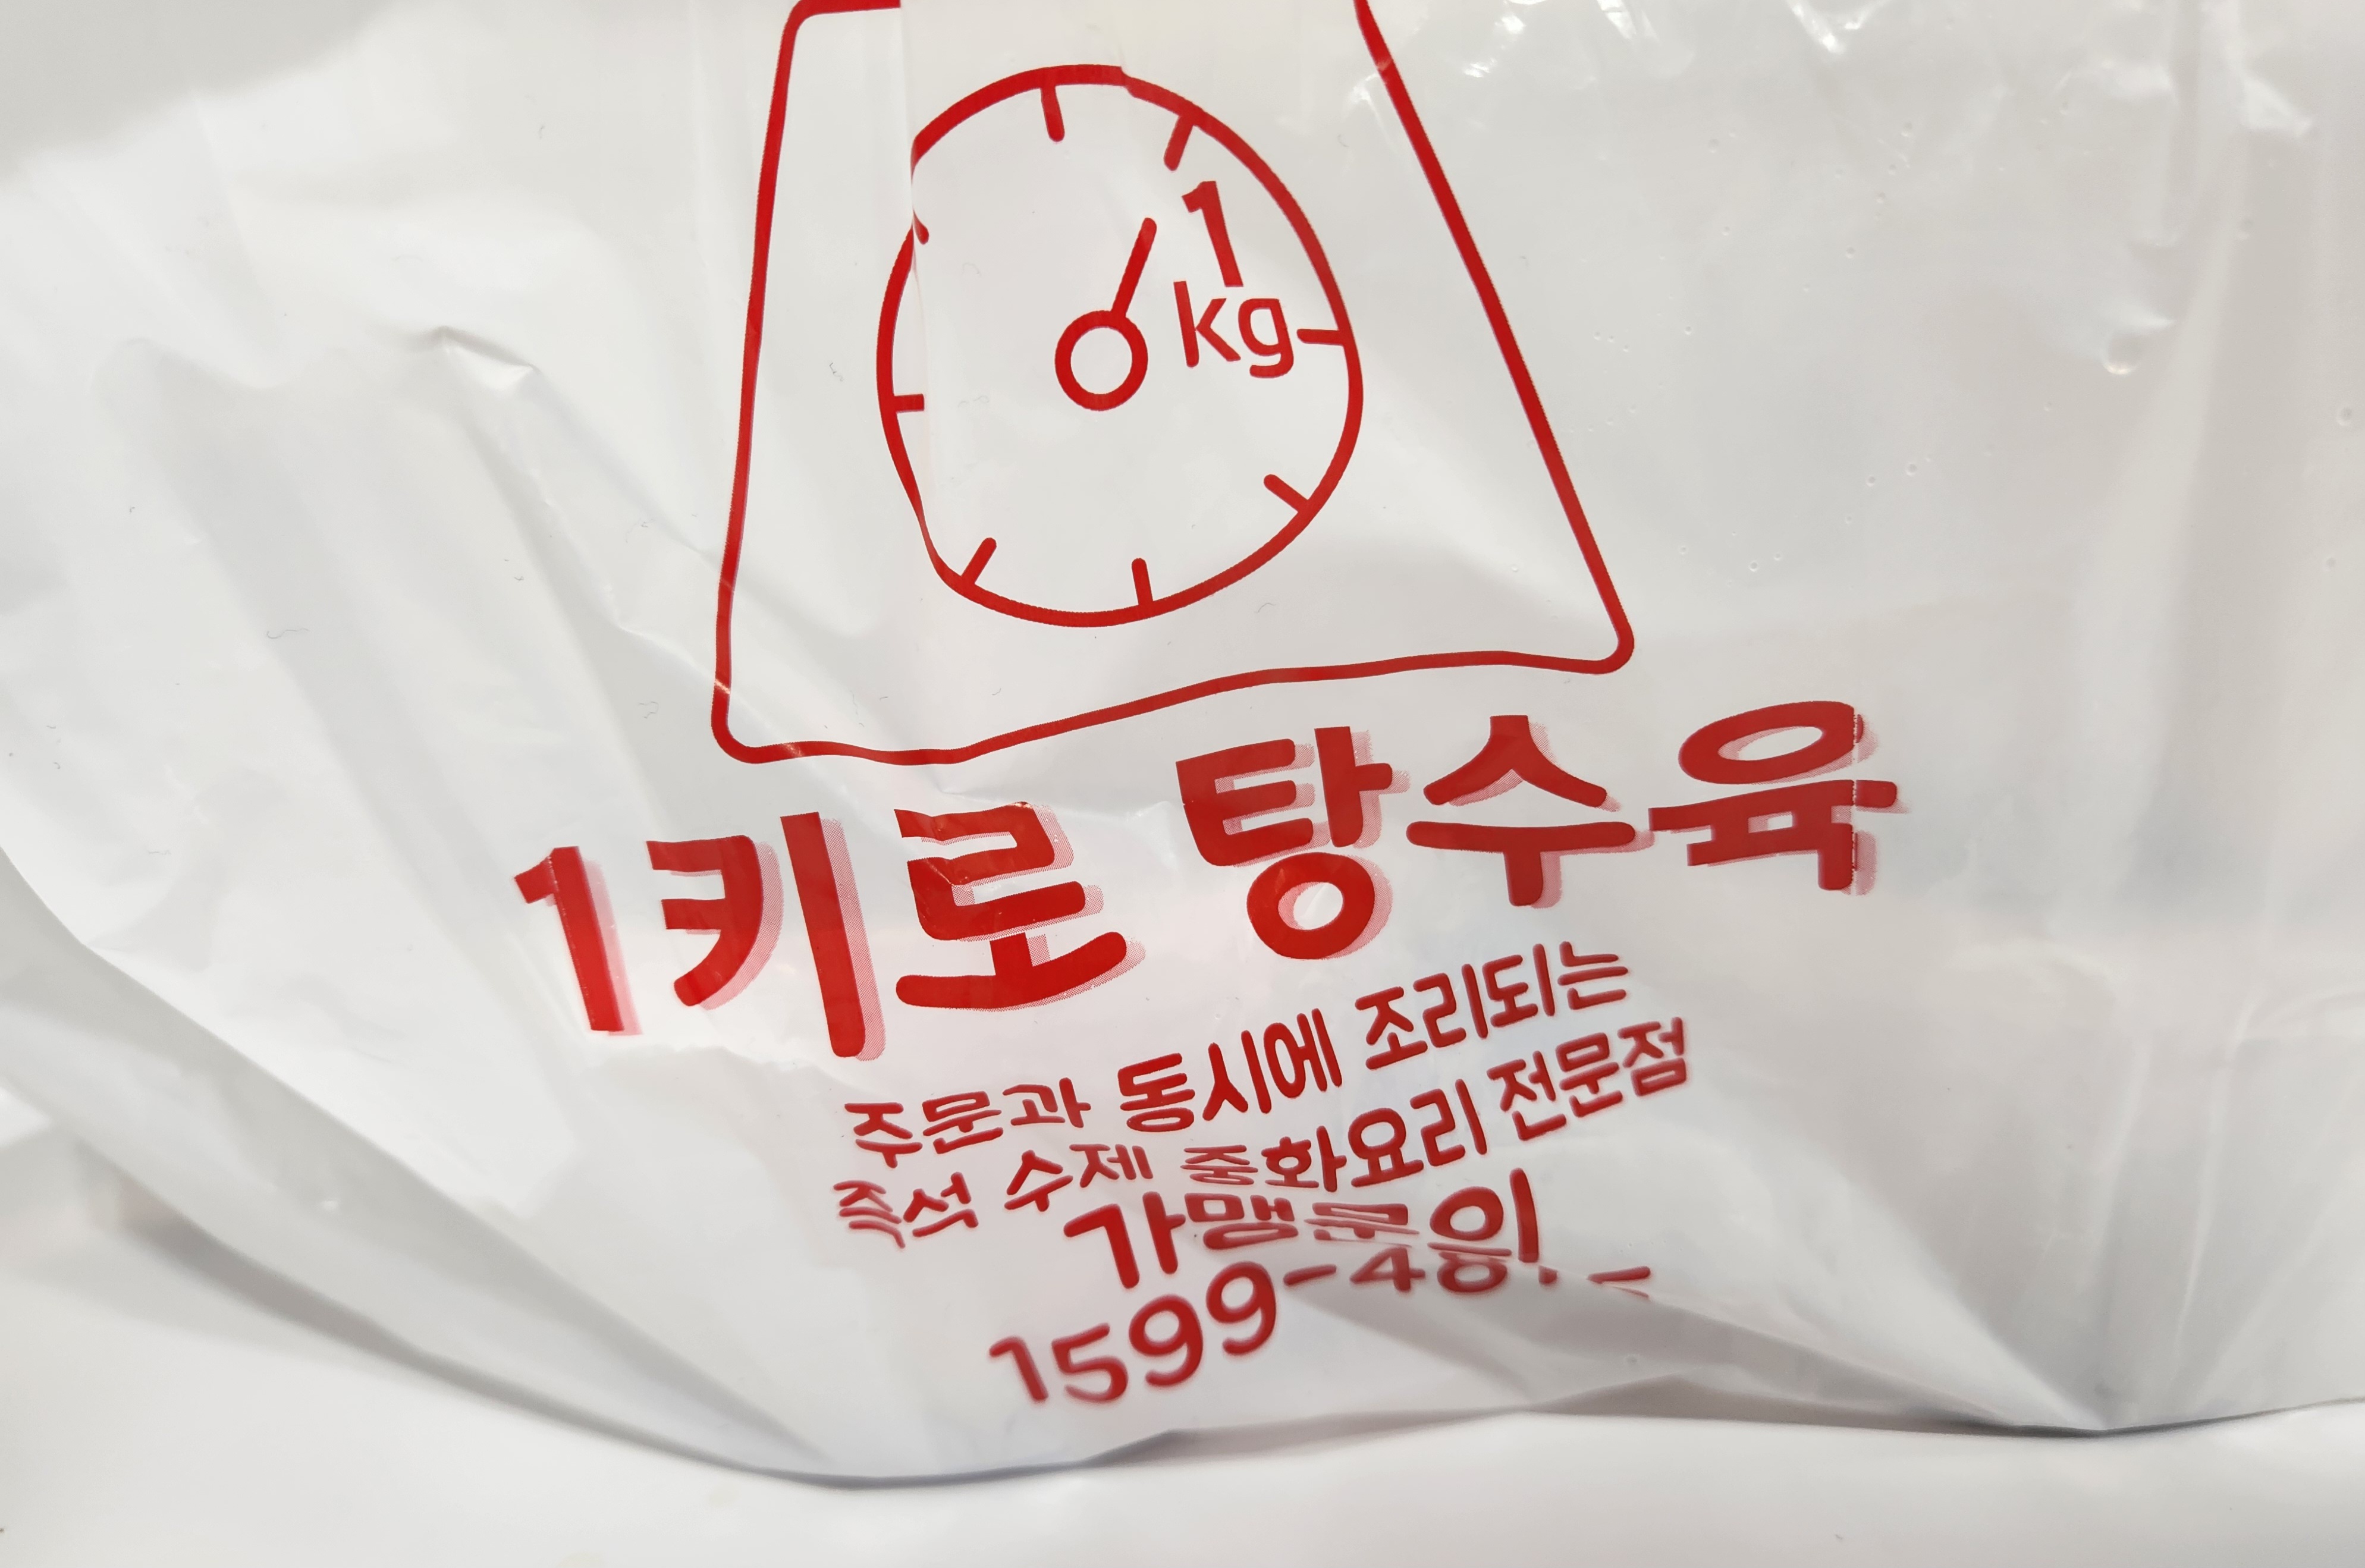 1
kg
1키로 탕수육
주문과 동시에 조리되는
즉석 수제 중화요리 전문점
가맹문의
1599-4